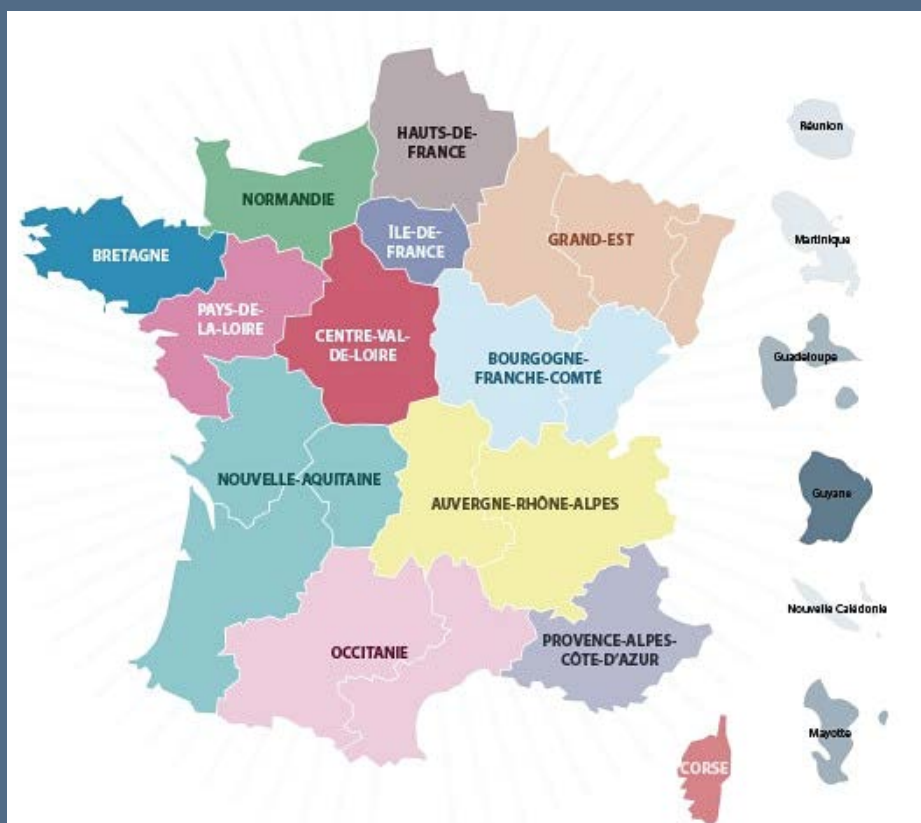 HAUTS-DE-
FRANCE
Réunion
NORMANDIE
ÎLE-DE-
FRANCE
GRAND-EST
Martinique
BRETAGNE
PAYS-DE-
LA-LOIRE
CENTRE-VAL-
DE-LOIRE
BOURGOGNE-
FRANCHE-COMTÉ
Guadeloupe
NOUVELLE-AQUITAINE
AUVERGNE-RHÔNE-ALPES
Guyane
Nouvelle Calédonie
OCCITANIE
PROVENCE-ALPES-
CÔTE-D'AZUR
Mayotte
CORSE